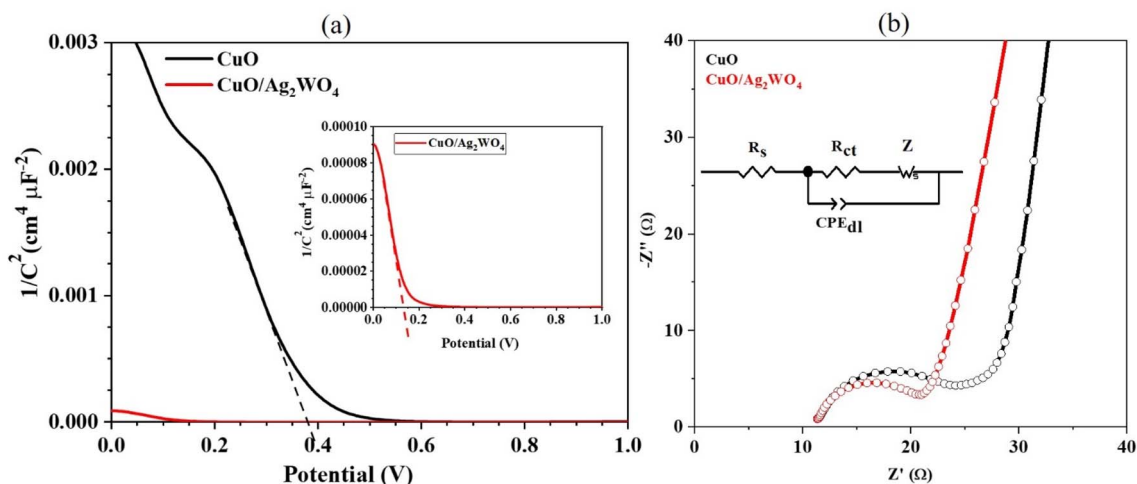 (a)
0.003
0.002
0.001
0.000
1/C²(cm⁴ μF⁻²)
CuO
CuO/Ag₂WO₄
0.0 0.2 0.4 0.6 0.8 1.0
Potential (V)
0.00010
0.00008
0.00006
0.00004
0.00002
0.00000
1/C²(cm⁴ μF⁻²)
CuO/Ag₂WO₄
0.0 0.2 0.4 0.6 0.8 1.0
Potential (V)
(b)
40
30
20
10
0
-Z" (Ω)
CuO
CuO/Ag₂WO₄
Rs Rct Z
Ws
CPEdl
0 10 20 30 40
Z' (Ω)